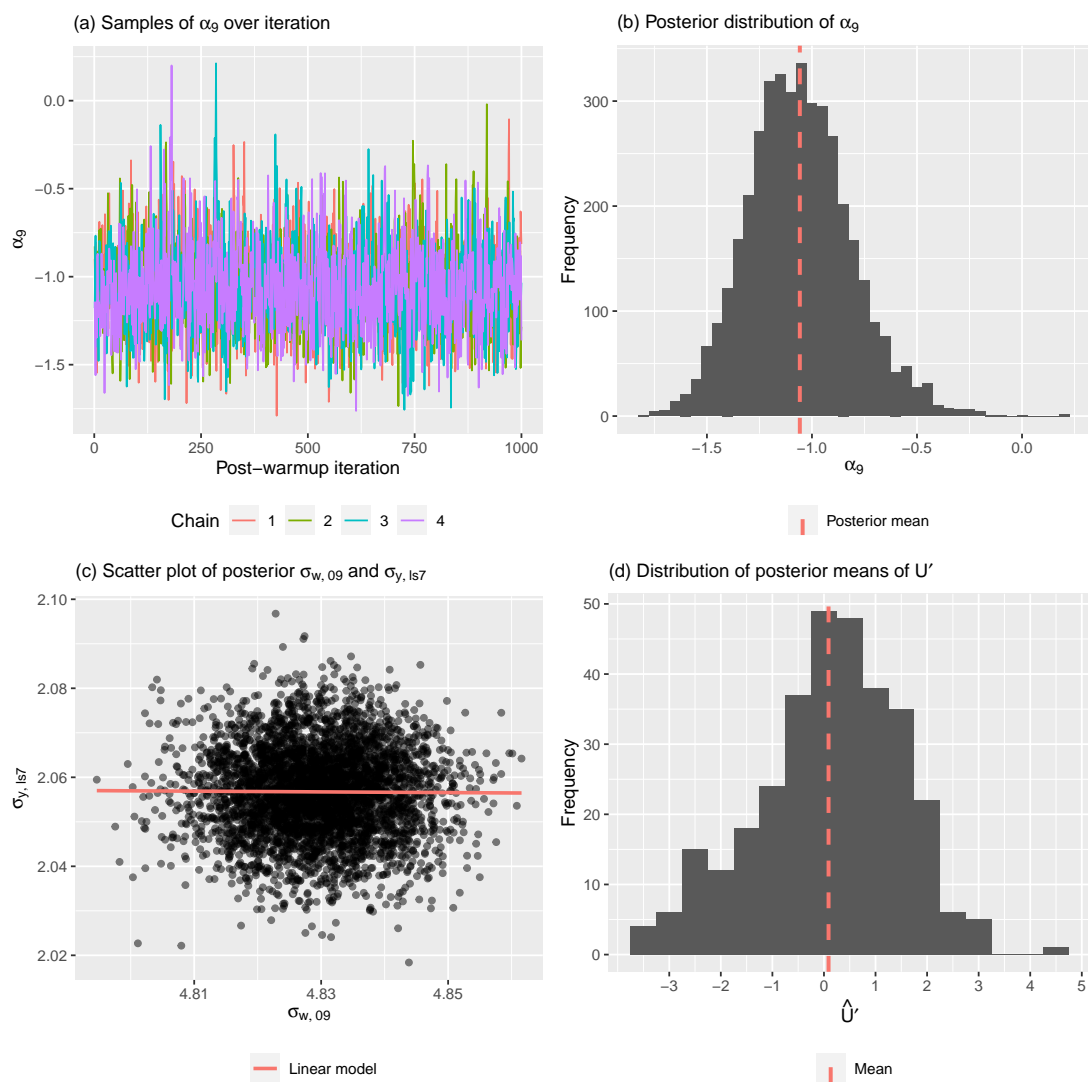 (a) Samples of α9 over iteration
0.0
−0.5
−1.0
−1.5
α9
0
250
500
750
1000
Post−warmup iteration
Chain 1 2 3 4
(b) Posterior distribution of α9
300
200
100
0
Frequency
−1.5
−1.0
−0.5
0.0
α9
Posterior mean
(c) Scatter plot of posterior σw, 09 and σy, ls7
2.10
2.08
2.06
2.04
2.02
σy, ls7
4.81
4.83
4.85
σw, 09
Linear model
(d) Distribution of posterior means of U′
50
40
30
20
10
0
Frequency
−3
−2
−1
0
1
2
3
4
5
Û′
Mean